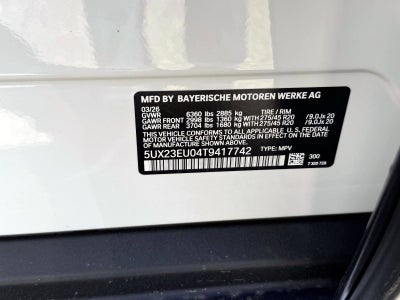 MFD BY BAYERISCHE MOTOREN WERKE AG
03/26 TIRE / RIM
GVWR 6360 lbs 2885 kg
GAWR FRONT 2998 lbs 1360 kg WITH 275/45 R20 / 9.0Jx 20
GAWR REAR 3704 lbs 1680 kg WITH 275/45 R20 / 9.0Jx 20
THIS VEHICLE CONFORMS TO ALL APPLICABLE
U.S. FEDERAL MOTOR VEHICLE SAFETY STANDARDS
IN EFFECT ON THE DATE OF
MANUFACTURE SHOWN ABOVE.
5UX23EU04T9417742 TYPE: MPV
300